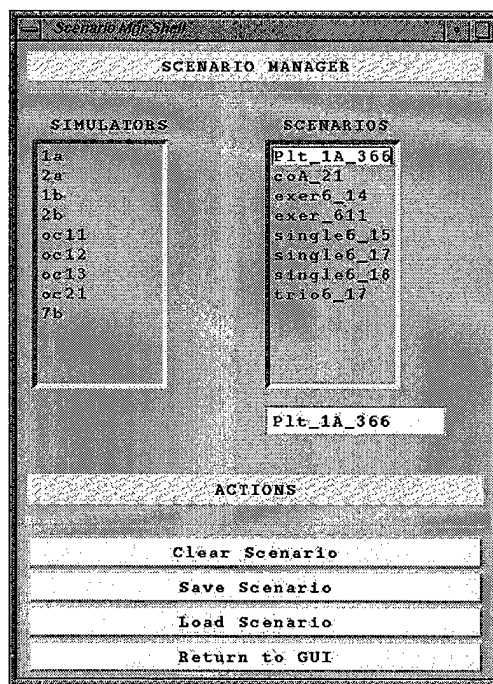 Scenario Mgr Shell
SCENARIO MANAGER
SIMULATORS
1a
2a
1b
2b
oc11
oc12
oc13
oc21
7b
SCENARIOS
Plt_1A_366
coA_21
exer6_14
exer_611
single6_15
single6_17
single6_18
trio6_17
Plt_1A_366
ACTIONS
Clear Scenario
Save Scenario
Load Scenario
Return to GUI